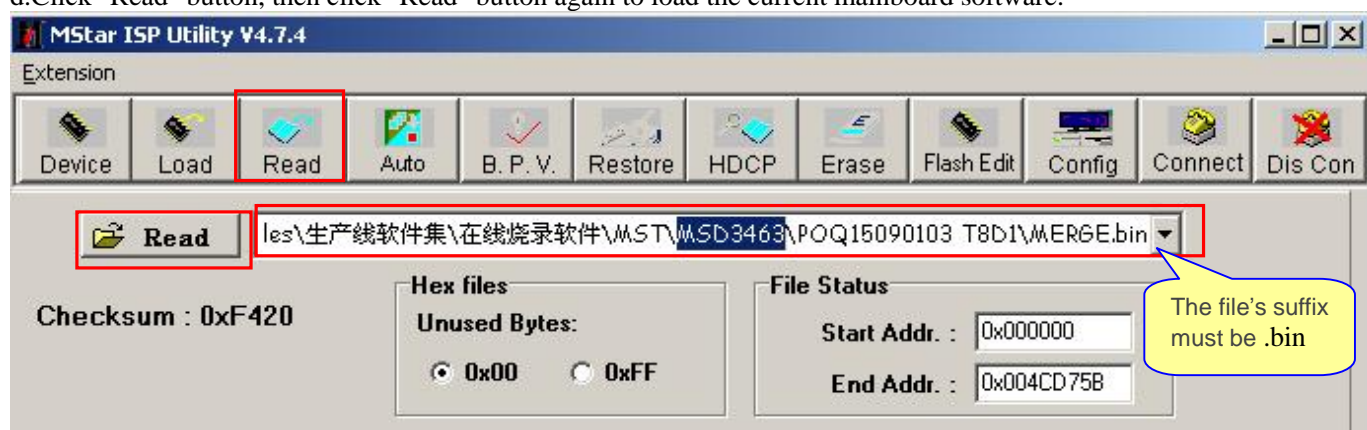 d.Click "Read" button, then click "Read" button again to load the current mainboard software.
MStar ISP Utility V4.7.4
Extension
Device Load Read Auto B. P. V. Restore HDCP Erase Flash Edit Config Connect Dis Con
Read les\生产线软件集\在线烧录软件\MST\MSD3463\POQ15090103 T8D1\MERGE.bin
Hex files File Status
Checksum : 0xF420 Unused Bytes: Start Addr. : 0x000000
The file's suffix
must be .bin
0x00 0xFF End Addr. : 0x004CD75B